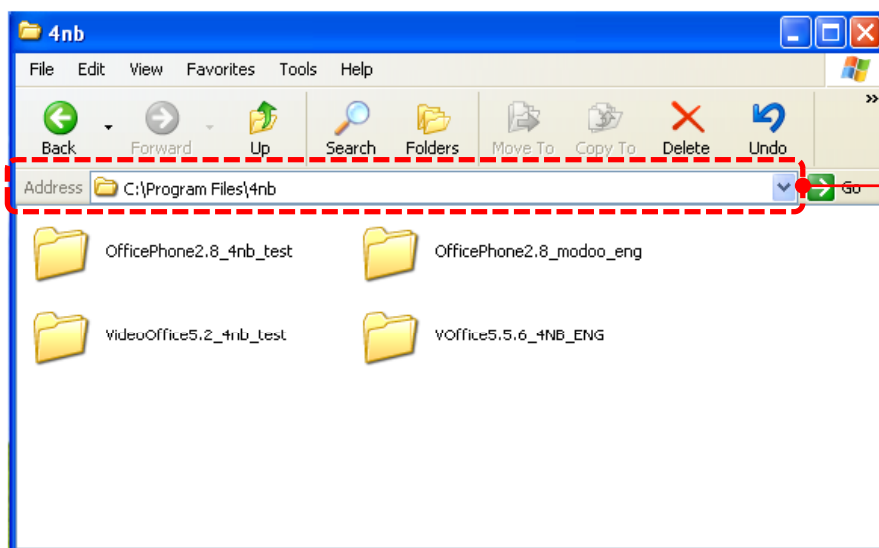 4nb
File Edit View Favorites Tools Help
»
Back Forward Up Search Folders Move To Copy To Delete Undo
Address C:\Program Files\4nb Go
OfficePhone2.8_4nb_test OfficePhone2.8_modoo_eng
VideoOffice5.2_4nb_test VOffice5.5.6_4NB_ENG